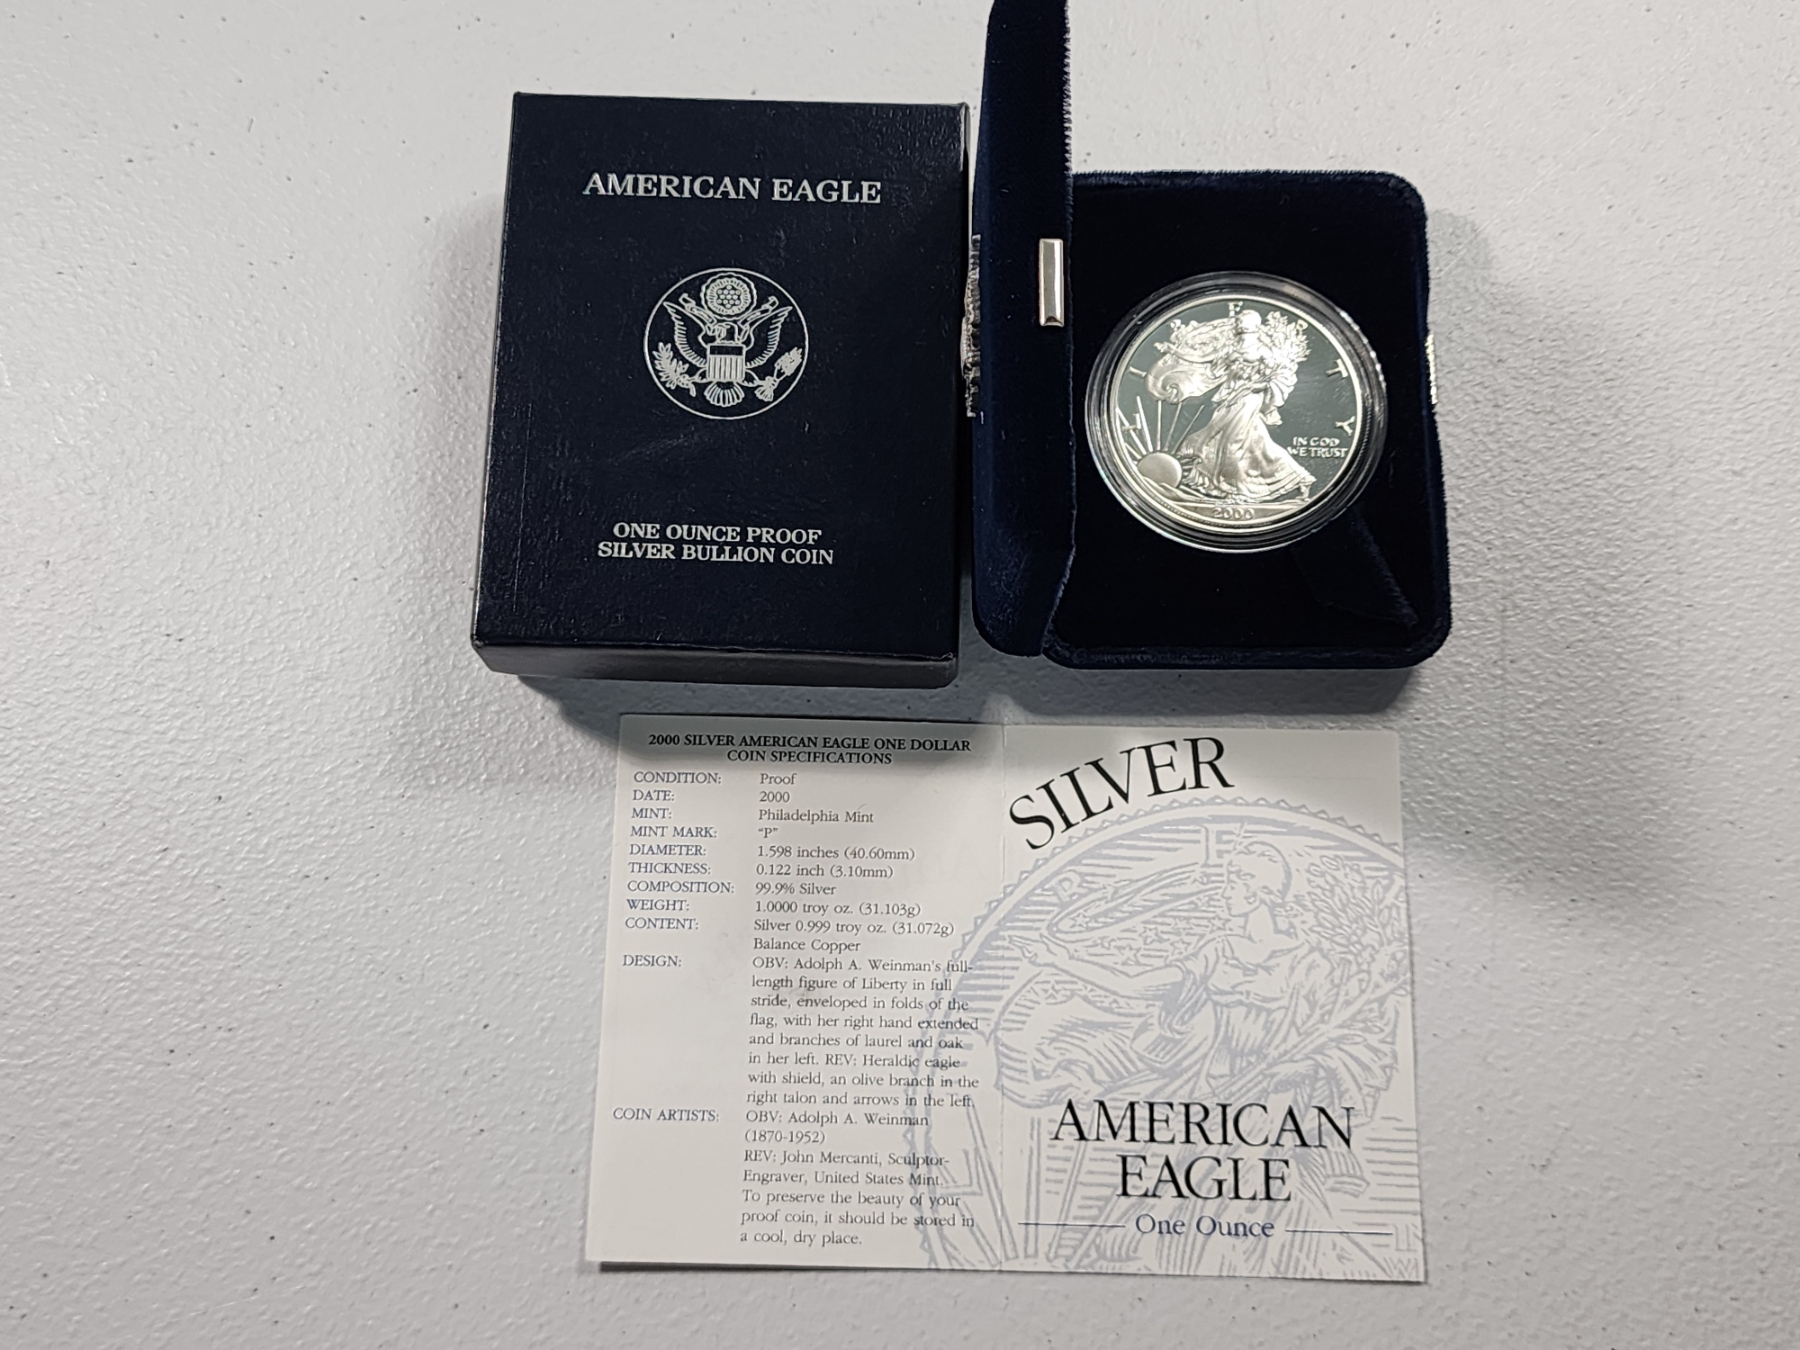 AMERICAN EAGLE
ONE OUNCE PROOF
SILVER BULLION COIN
LIBERTY
IN GOD
WE TRUST
2000
2000 SILVER AMERICAN EAGLE ONE DOLLAR
COIN SPECIFICATIONS
CONDITION: Proof
DATE: 2000
MINT: Philadelphia Mint
MINT MARK: "P"
DIAMETER: 1.598 inches (40.60mm)
THICKNESS: 0.122 inch (3.10mm)
COMPOSITION: 99.9% Silver
WEIGHT: 1.0000 troy oz. (31.103g)
CONTENT: Silver 0.999 troy oz. (31.072g)
Balance Copper
DESIGN: OBV: Adolph A. Weinman's full-
length figure of Liberty in full
stride, enveloped in folds of the
flag, with her right hand extended
and branches of laurel and oak
in her left. REV: Heraldic eagle
with shield, an olive branch in the
right talon and arrows in the left.
COIN ARTISTS: OBV: Adolph A. Weinman
(1870-1952)
REV: John Mercanti, Sculptor-
Engraver, United States Mint.
To preserve the beauty of your
proof coin, it should be stored in
a cool, dry place.
SILVER
AMERICAN
EAGLE
One Ounce